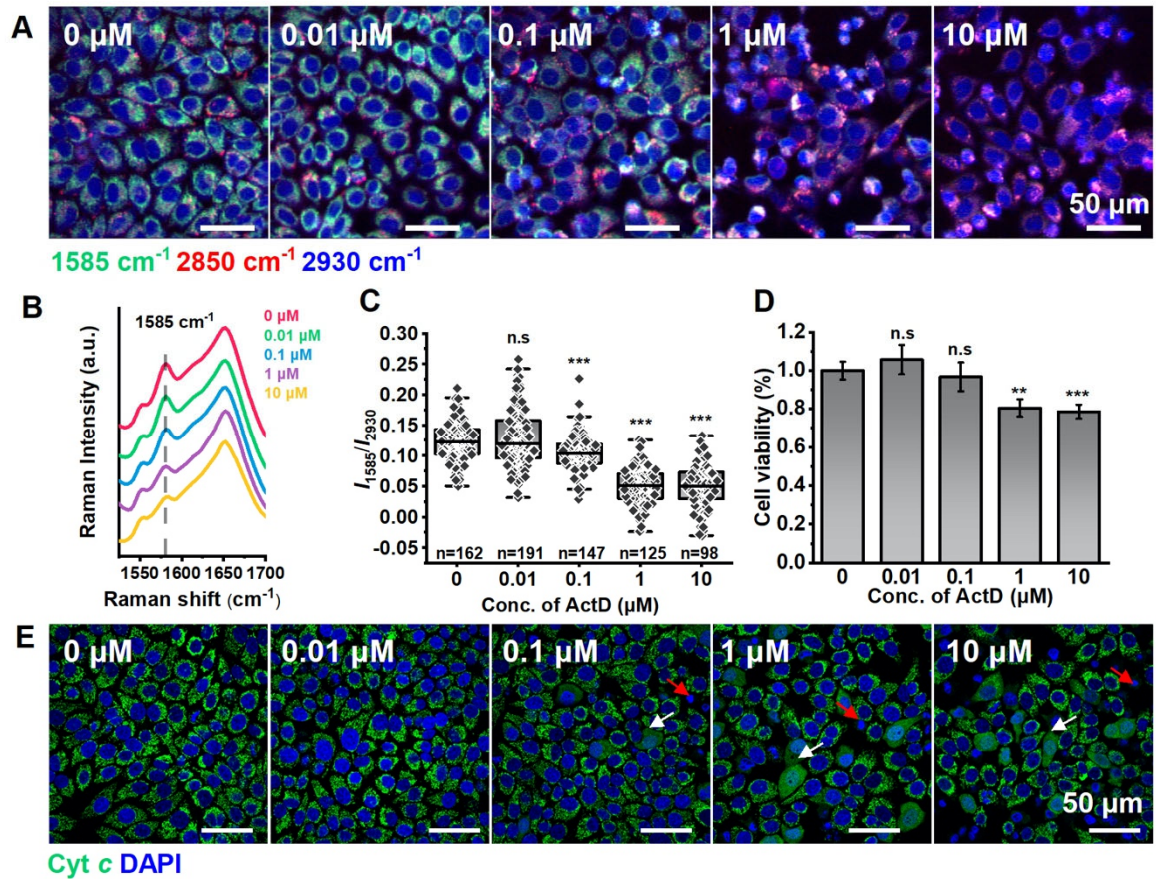 A
0 µM 0.01 µM 0.1 µM 1 µM 10 µM
50 µm
1585 cm⁻¹ 2850 cm⁻¹ 2930 cm⁻¹
B
1585 cm⁻¹
0 µM
0.01 µM
0.1 µM
1 µM
10 µM
Raman Intensity (a.u.)
1550 1600 1650 1700
Raman shift (cm⁻¹)
C
I₁₅₈₅/I₂₉₃₀
0.30
0.25
0.20
0.15
0.10
0.05
0.00
-0.05
n.s *** *** ***
n=162 n=191 n=147 n=125 n=98
0 0.01 0.1 1 10
Conc. of ActD (µM)
D
Cell viability (%)
1.2
1.0
0.8
0.6
0.4
0.2
0.0
n.s n.s ** ***
0 0.01 0.1 1 10
Conc. of ActD (µM)
E
0 µM 0.01 µM 0.1 µM 1 µM 10 µM
50 µm
Cyt c DAPI